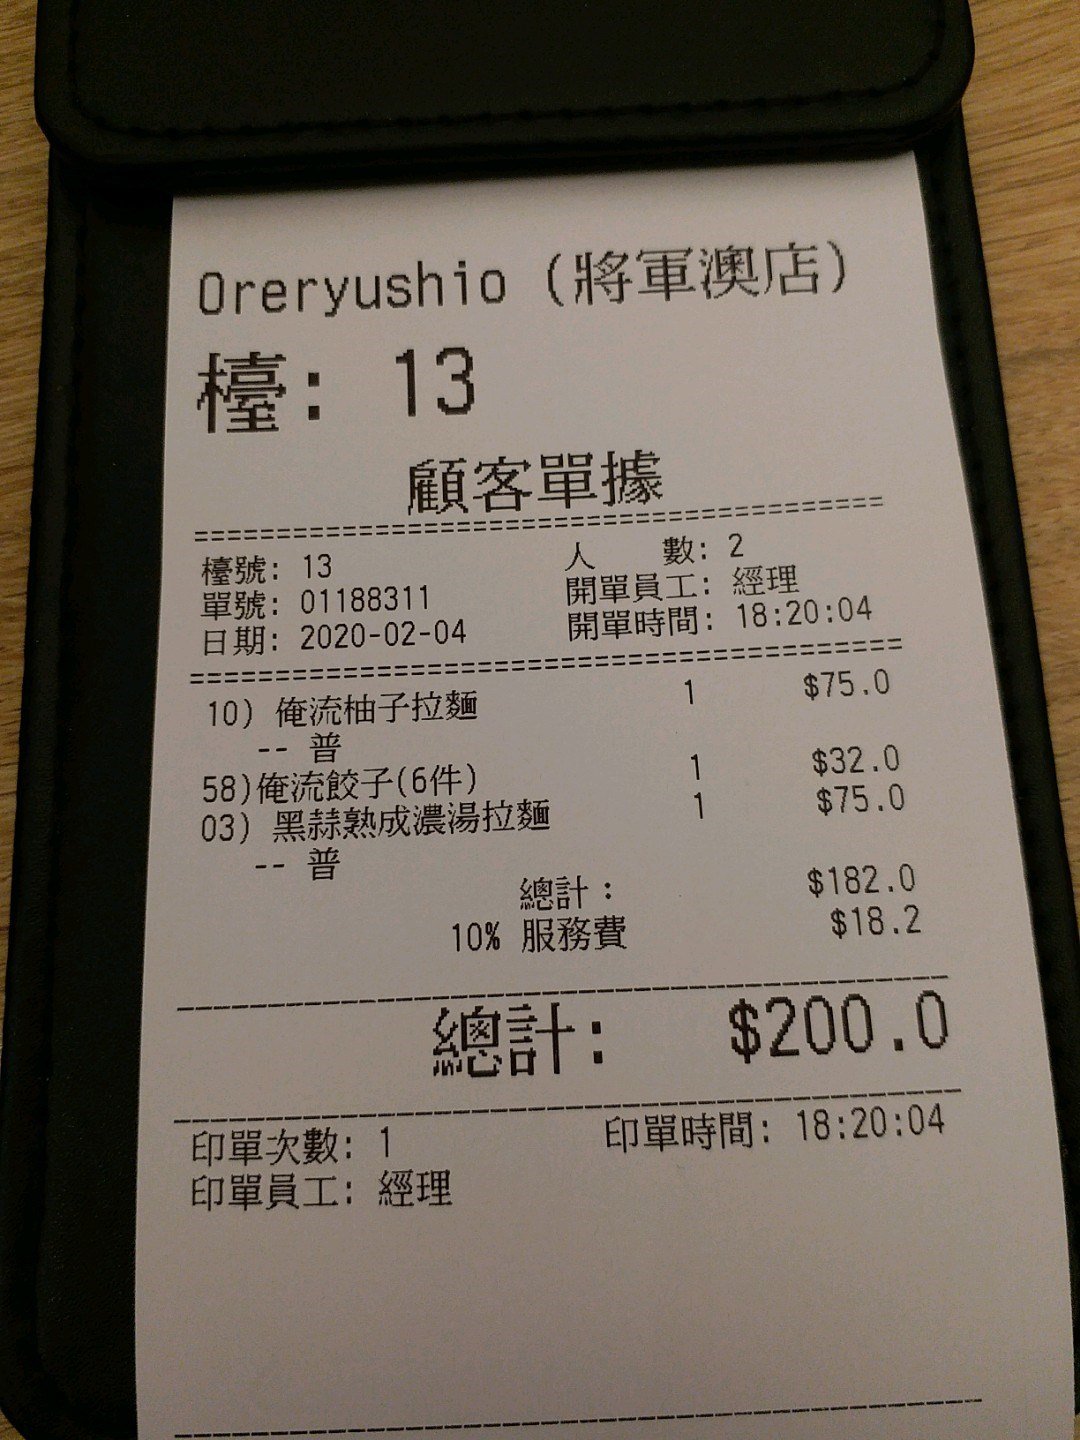 Oreryushio (將軍澳店)
檯: 13
顧客單據
======================================
檯號: 13 人 數: 2
單號: 01188311 開單員工: 經理
日期: 2020-02-04 開單時間: 18:20:04
======================================
10) 俺流柚子拉麵 1 $75.0
-- 普
58)俺流餃子(6件) 1 $32.0
03) 黑蒜熟成濃湯拉麵 1 $75.0
-- 普
總計: $182.0
10% 服務費 $18.2
總計: $200.0
印單次數: 1 印單時間: 18:20:04
印單員工: 經理